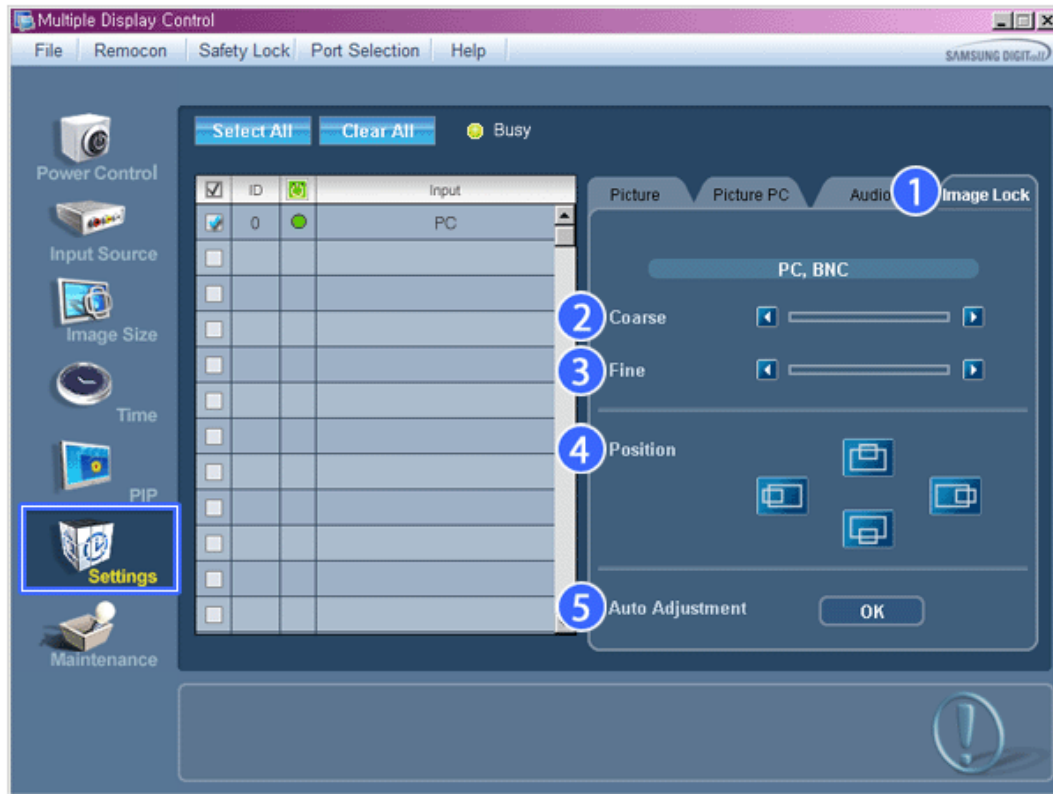 Multiple Display Control
File Remocon Safety Lock Port Selection Help
SAMSUNG DIGITall
Power Control
Input Source
Image Size
Time
PIP
Settings
Maintenance
Select All Clear All Busy
ID Input
0 PC
Picture Picture PC Audio 1 Image Lock
PC, BNC
2 Coarse
3 Fine
4 Position
5 Auto Adjustment OK